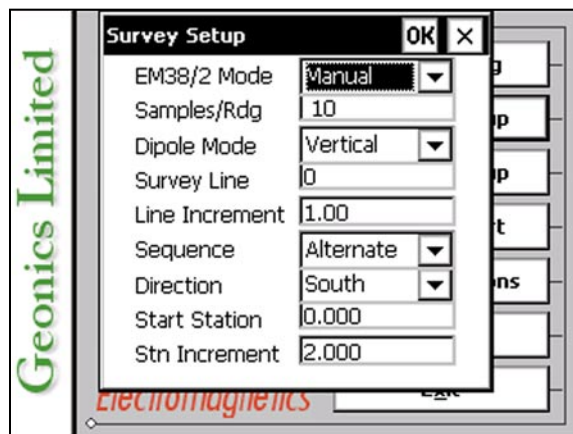 Geonics Limited
Survey Setup OK ×
EM38/2 Mode Manual
Samples/Rdg 10
Dipole Mode Vertical
Survey Line 0
Line Increment 1.00
Sequence Alternate
Direction South
Start Station 0.000
Stn Increment 2.000
Electromagnetics